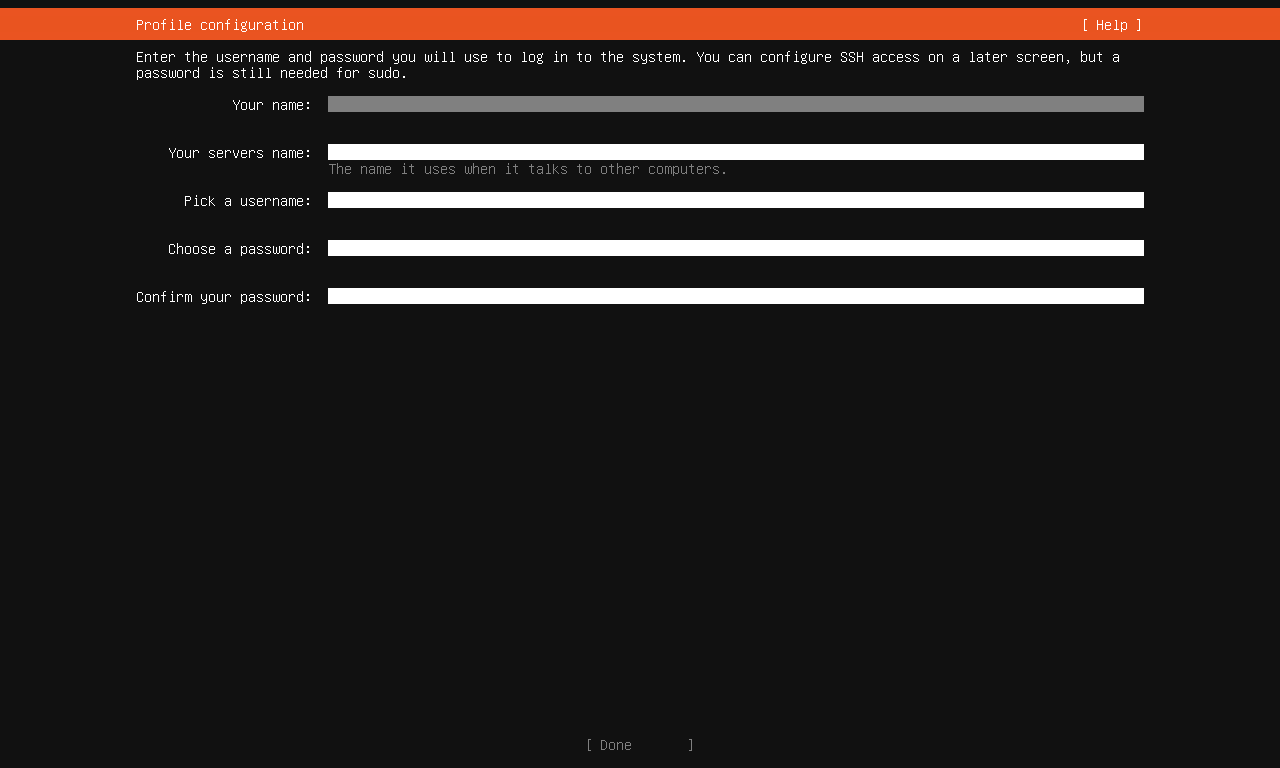 Profile configuration [ Help ]
Enter the username and password you will use to log in to the system. You can configure SSH access on a later screen, but a
password is still needed for sudo.
Your name:
Your servers name:
The name it uses when it talks to other computers.
Pick a username:
Choose a password:
Confirm your password:
[ Done ]